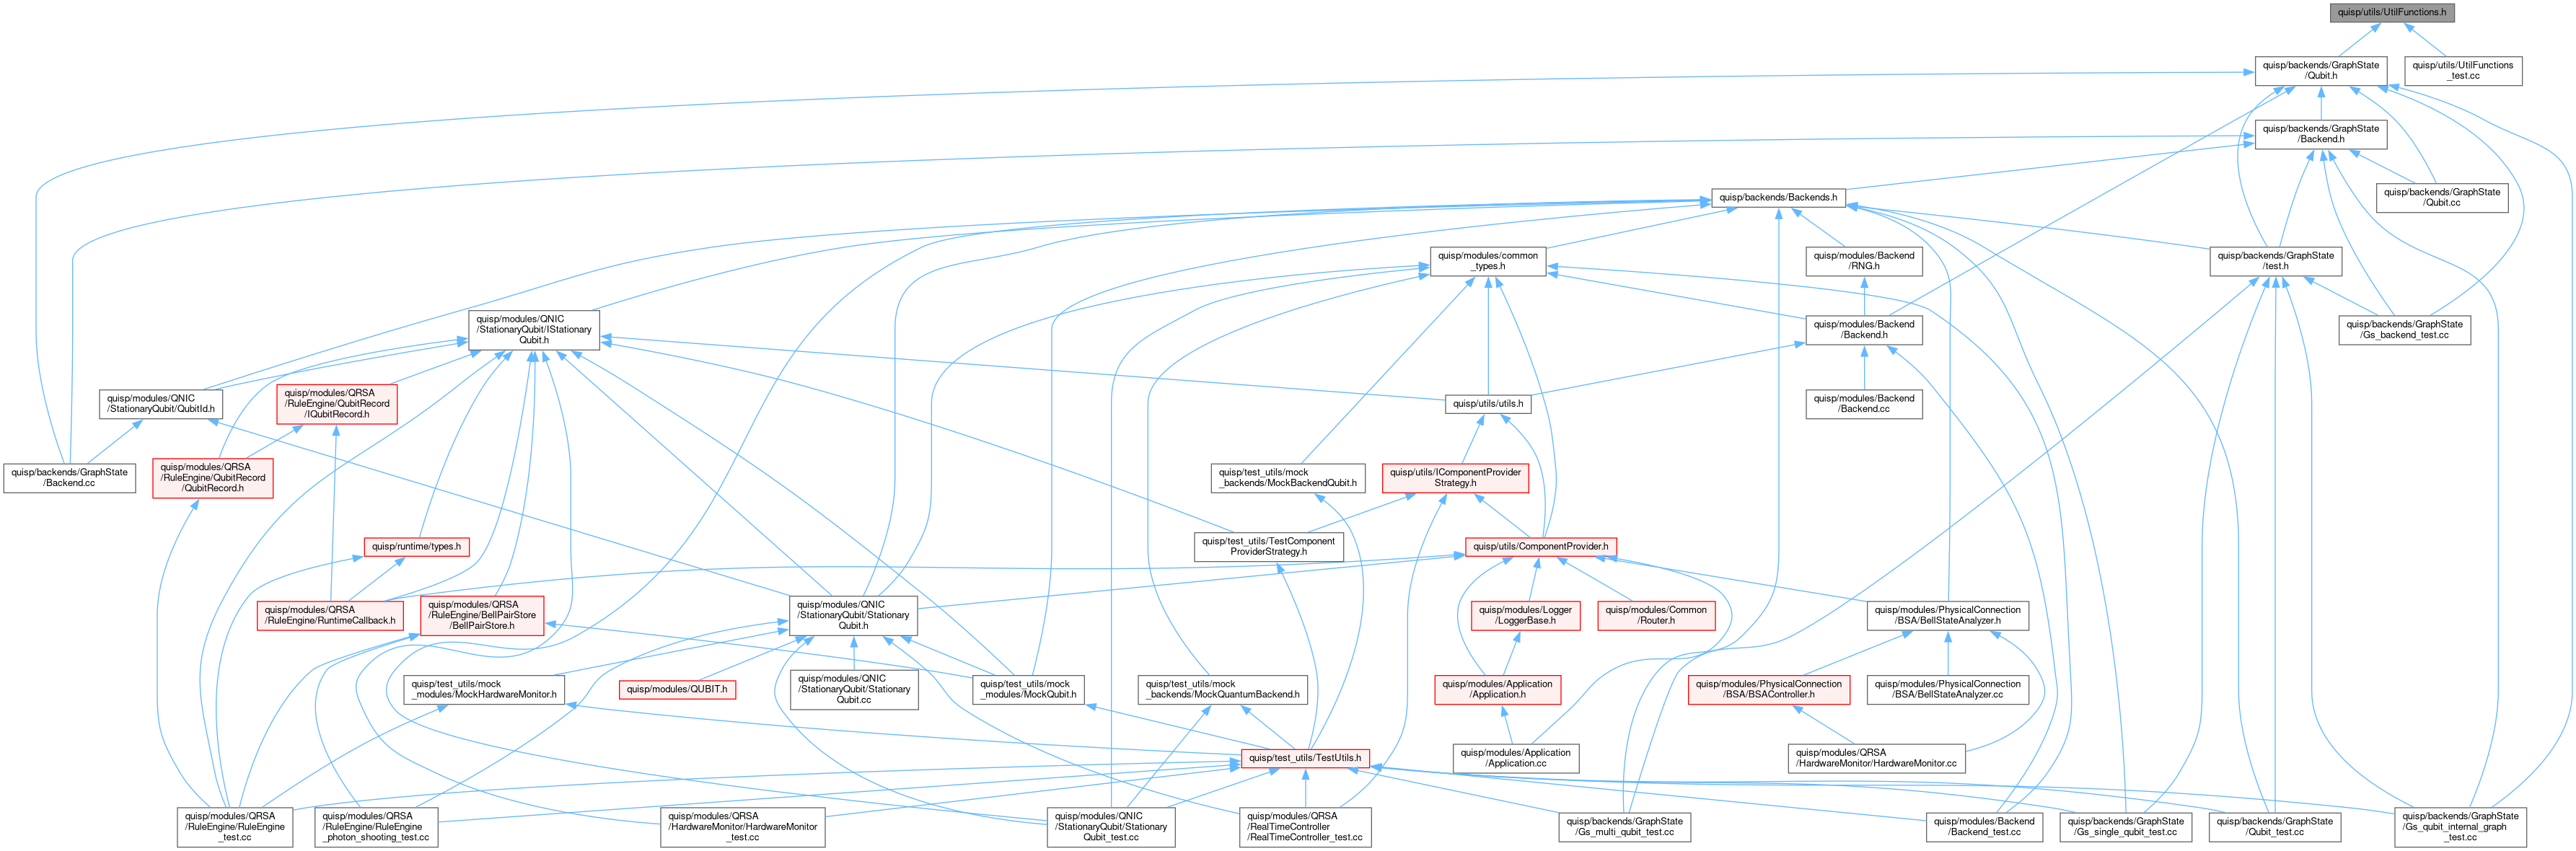 quisp/utils/UtilFunctions.h
quisp/backends/GraphState
/Qubit.h
quisp/utils/UtilFunctions
_test.cc
quisp/backends/GraphState
/Backend.h
quisp/backends/Backends.h
quisp/backends/GraphState
/Qubit.cc
quisp/modules/common
_types.h
quisp/modules/Backend
/RNG.h
quisp/backends/GraphState
/test.h
quisp/modules/QNIC
/StationaryQubit/IStationary
Qubit.h
quisp/modules/Backend
/Backend.h
quisp/backends/GraphState
/Gs_backend_test.cc
quisp/modules/QNIC
/StationaryQubit/QubitId.h
quisp/modules/QRSA
/RuleEngine/QubitRecord
/IQubitRecord.h
quisp/utils/utils.h
quisp/modules/Backend
/Backend.cc
quisp/backends/GraphState
/Backend.cc
quisp/modules/QRSA
/RuleEngine/QubitRecord
/QubitRecord.h
quisp/test_utils/mock
_backends/MockBackendQubit.h
quisp/utils/IComponentProvider
Strategy.h
quisp/runtime/types.h
quisp/test_utils/TestComponent
ProviderStrategy.h
quisp/utils/ComponentProvider.h
quisp/modules/QRSA
/RuleEngine/RuntimeCallback.h
quisp/modules/QRSA
/RuleEngine/BellPairStore
/BellPairStore.h
quisp/modules/QNIC
/StationaryQubit/Stationary
Qubit.h
quisp/modules/Logger
/LoggerBase.h
quisp/modules/Common
/Router.h
quisp/modules/PhysicalConnection
/BSA/BellStateAnalyzer.h
quisp/test_utils/mock
_modules/MockHardwareMonitor.h
quisp/modules/QUBIT.h
quisp/modules/QNIC
/StationaryQubit/Stationary
Qubit.cc
quisp/test_utils/mock
_modules/MockQubit.h
quisp/test_utils/mock
_backends/MockQuantumBackend.h
quisp/modules/Application
/Application.h
quisp/modules/PhysicalConnection
/BSA/BSAController.h
quisp/modules/PhysicalConnection
/BSA/BellStateAnalyzer.cc
quisp/test_utils/TestUtils.h
quisp/modules/Application
/Application.cc
quisp/modules/QRSA
/HardwareMonitor/HardwareMonitor.cc
quisp/modules/QRSA
/RuleEngine/RuleEngine
_test.cc
quisp/modules/QRSA
/RuleEngine/RuleEngine
_photon_shooting_test.cc
quisp/modules/QRSA
/HardwareMonitor/HardwareMonitor
_test.cc
quisp/modules/QNIC
/StationaryQubit/Stationary
Qubit_test.cc
quisp/modules/QRSA
/RealTimeController
/RealTimeController_test.cc
quisp/backends/GraphState
/Gs_multi_qubit_test.cc
quisp/modules/Backend
/Backend_test.cc
quisp/backends/GraphState
/Gs_single_qubit_test.cc
quisp/backends/GraphState
/Qubit_test.cc
quisp/backends/GraphState
/Gs_qubit_internal_graph
_test.cc